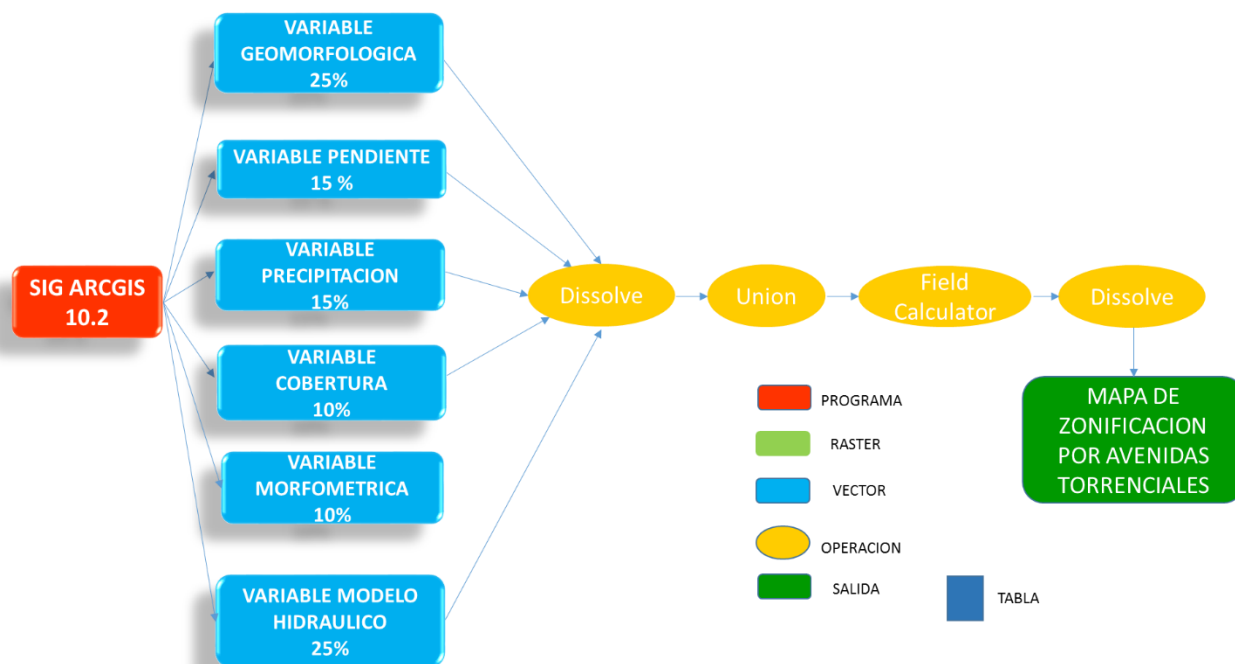 SIG ARCGIS
10.2
VARIABLE
GEOMORFOLOGICA
25%
VARIABLE PENDIENTE
15 %
VARIABLE
PRECIPITACION
15%
VARIABLE
COBERTURA
10%
VARIABLE
MORFOMETRICA
10%
VARIABLE MODELO
HIDRAULICO
25%
Dissolve
Union
Field
Calculator
Dissolve
MAPA DE
ZONIFICACION
POR AVENIDAS
TORRENCIALES
PROGRAMA
RASTER
VECTOR
OPERACION
SALIDA
TABLA